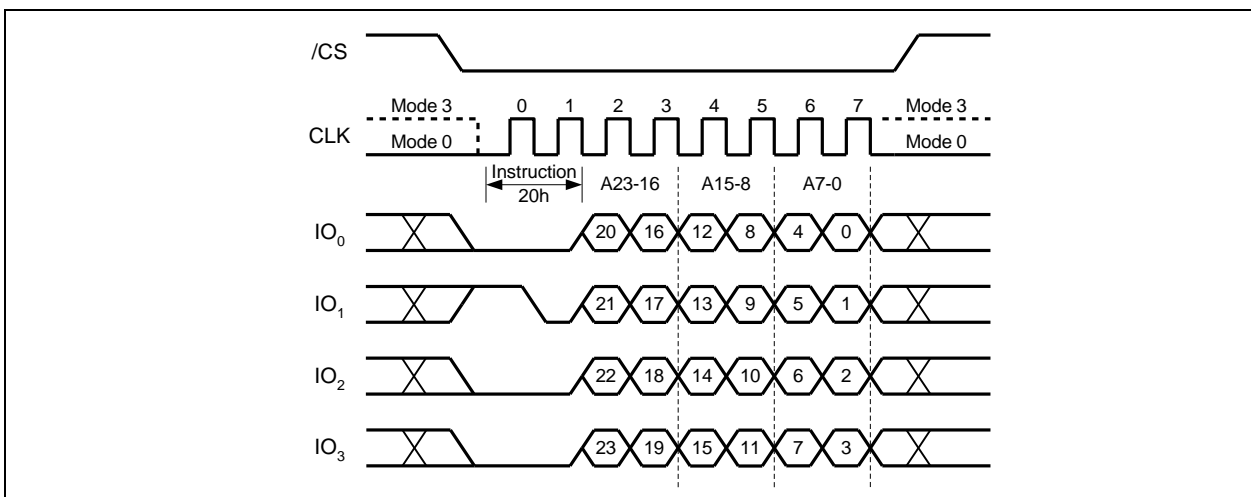 /CS
Mode 3 0 1 2 3 4 5 6 7 Mode 3
CLK Mode 0 Mode 0
Instruction
20h A23-16 A15-8 A7-0
IO0 20 16 12 8 4 0
IO1 21 17 13 9 5 1
IO2 22 18 14 10 6 2
IO3 23 19 15 11 7 3